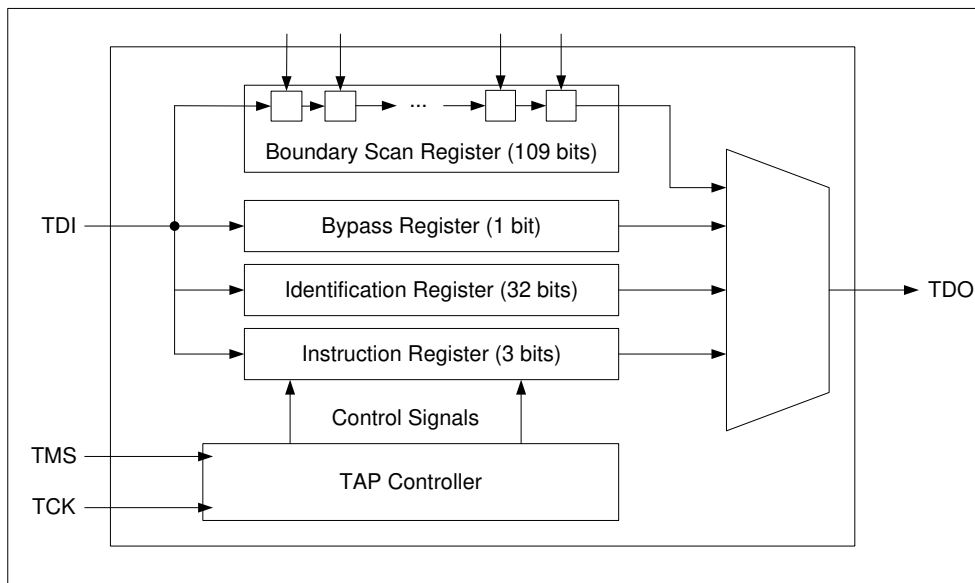 ...
Boundary Scan Register (109 bits)
TDI
Bypass Register (1 bit)
Identification Register (32 bits)
TDO
Instruction Register (3 bits)
Control Signals
TMS
TAP Controller
TCK